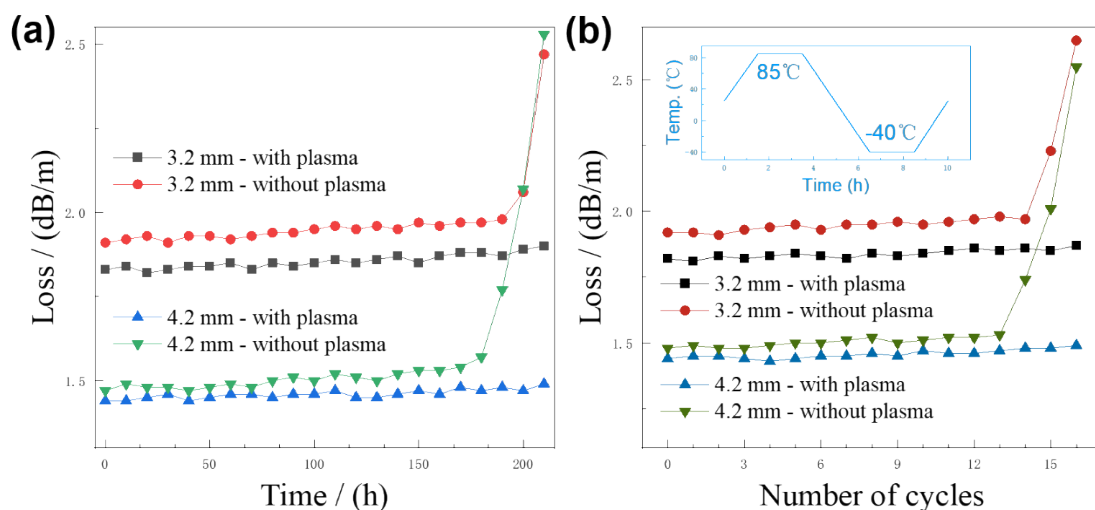 (a)
Loss / (dB/m)
2.5
2.0
1.5
3.2 mm - with plasma
3.2 mm - without plasma
4.2 mm - with plasma
4.2 mm - without plasma
0 50 100 150 200
Time / (h)
(b)
Loss / (dB/m)
2.5
2.0
1.5
Temp. (℃)
80
40
0
-40
85℃
-40℃
0 2 4 6 8 10
Time (h)
3.2 mm - with plasma
3.2 mm - without plasma
4.2 mm - with plasma
4.2 mm - without plasma
0 3 6 9 12 15
Number of cycles